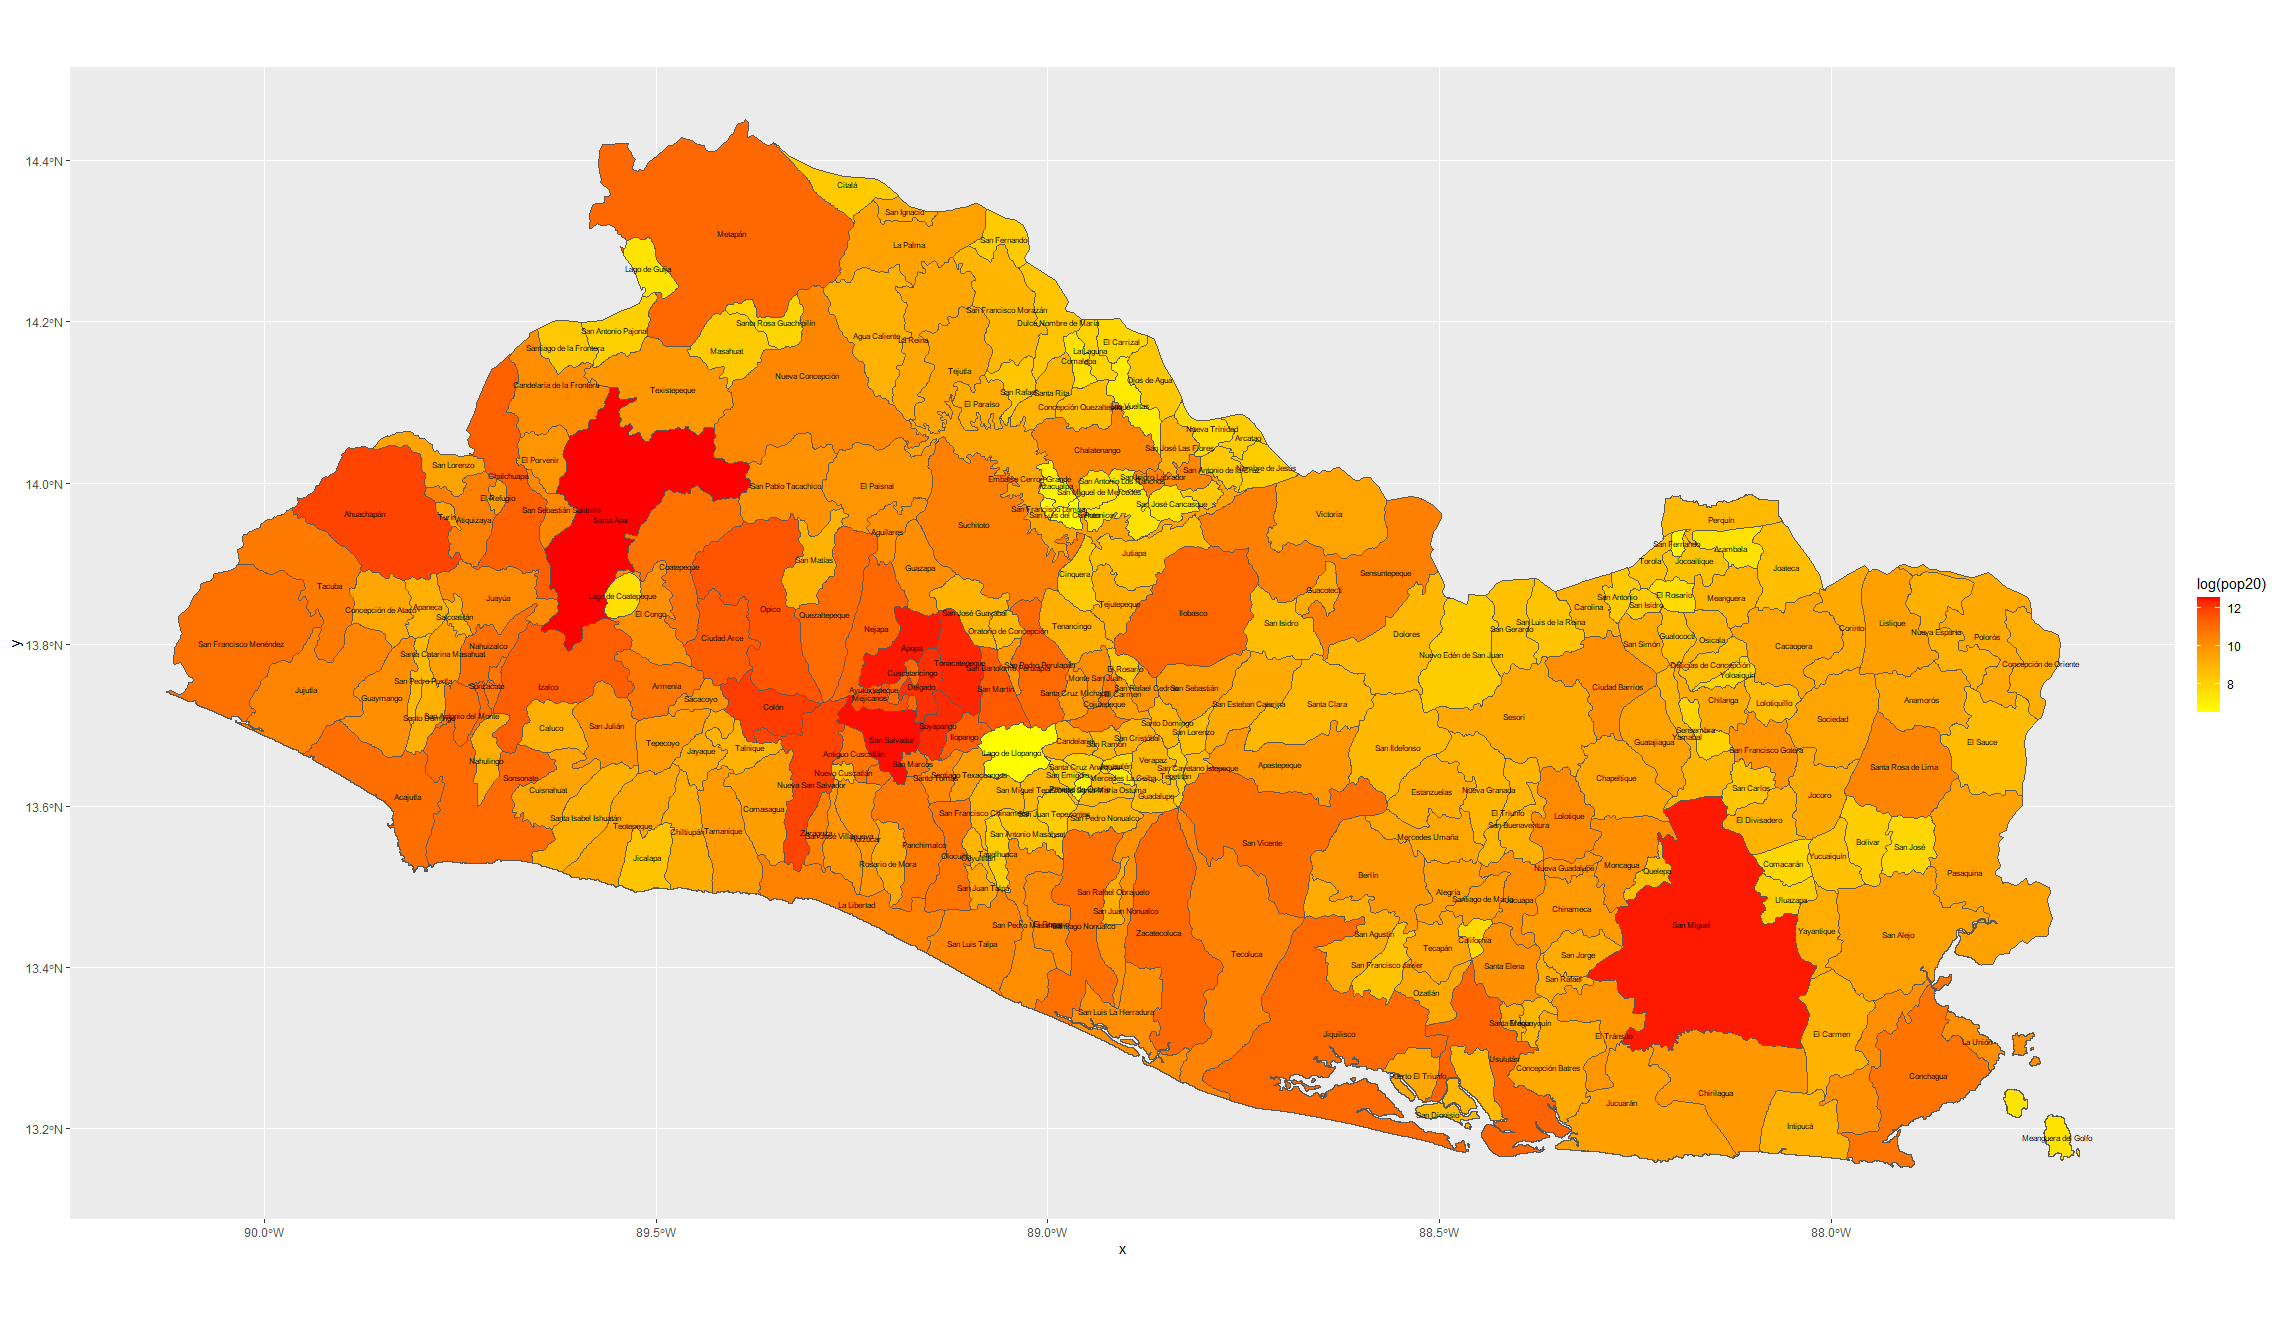 14.4°N
14.2°N
14.0°N
13.8°N
13.6°N
13.4°N
13.2°N
y
Citalá
San Ignacio
Metapán
La Palma
San Fernando
Lago de Guija
San Francisco Morazán
Dulce Nombre de María
Santa Rosa Guachipilín
San Antonio Pajonal
Agua Caliente
La Reina
El Carrizal
Santiago de la Frontera
Masahuat
La Laguna
Comalapa
Tejutla
Nueva Concepción
Ojos de Agua
Candelaria de la Frontera
Texistepeque
San Rafael
Santa Rita
El Paraíso
Concepción Quezaltepeque
Las Vueltas
Nueva Trinidad
Arcatao
Chalatenango
San José Las Flores
El Porvenir
San Lorenzo
San Antonio de la Cruz
Nombre de Jesús
Chalchuapa
Embalse Cerron Grande
San Isidro Labrador
San Antonio Los Ranchos
San Pablo Tacachico
El Paisnal
Azacualpa
San Miguel de Mercedes
El Refugio
San José Cancasque
San Sebastián Salitrillo
San Francisco Lempa
Ahuachapán
Turín
Atiquizaya
Santa Ana
Victoria
Perquín
Suchitoto
Aguilares
San Fernando
Arambala
Jutiapa
San Matías
Torola
Jocoaitique
Coatepeque
Guazapa
Cinquera
Sensuntepeque
Joateca
Tacuba
Guacotecti
Juayúa
Lago de Coatepeque
El Rosario
San Antonio
Meanguera
Concepción de Ataco
Apaneca
Opico
Tejutepeque
San Isidro
Carolina
Salcoatitán
El Congo
Quezaltepeque
San José Guayabal
Ilobasco
San Isidro
San Luis de la Reina
Lislique
Nueva Esparta
Tenancingo
Nejapa
Oratorio de Concepción
Dolores
San Gerardo
Corinto
Polorós
San Francisco Menéndez
Ciudad Arce
Gualococti
Osicala
San Simón
Nahuizalco
Apopa
Cacaopera
Santa Catarina Masahuat
Nuevo Edén de San Juan
Tonacatepeque
San Bartolomé Perulapía
San Pedro Perulapán
El Rosario
Delicias de Concepción
Concepción de Oriente
Cuscatancingo
Monte San Juan
Yoloaiquín
San Pedro Puxtla
Sonzacate
Izalco
Armenia
Ayutuxtepeque
Delgado
San Martín
San Rafael Cedros
San Sebastián
Ciudad Barrios
Jujutla
Guaymango
Sacacoyo
Mejicanos
Santa Cruz Michapa
El Carmen
Chilanga
Lolotiquillo
Anamorós
Colón
Cojutepeque
San Esteban Catarina
Santa Clara
Santo Domingo
San Antonio del Monte
Sesori
Sociedad
Caluco
San Julián
Soyapango
Santo Domingo
Sensembra
Yamabal
Tepecoyo
Talnique
San Salvador
Ilopango
Candelaria
San Cristóbal
San Lorenzo
Guatajiagua
El Sauce
Jayaque
Antiguo Cuscatlán
Lago de Llopango
San Ramón
San Ildefonso
San Francisco Gotera
Nahulingo
San Marcos
Verapaz
Apastepeque
Santa Rosa de Lima
Sonsonate
Nuevo Cuscatlán
Santo Tomás
Santiago Texacuangos
San Emigdio
San Cayetano Istepeque
Tepetitán
Chapeltique
Nueva San Salvador
Mercedes La Ceiba
Cuisnahuat
San Carlos
Acajutla
Guadalupe
Estanzuelas
Nueva Granada
Jocoro
Comasagua
San Francisco Chinameca
San Juan Tepezontes
San Pedro Nonualco
El Triunfo
Lolotique
El Divisadero
Santa Isabel Ishuatán
Teotepeque
Chiltiupán
Tamanique
Zaragoza
San José Villanueva
Huizúcar
San Antonio Masahuat
Mercedes Umaña
San Buenaventura
Bolívar
San José
Panchimalco
San Vicente
Jicalapa
Olocuilta
Cuyultitán
Tapalhuaca
Yucuaiquín
Rosario de Mora
Moncagua
Comacarán
Berlín
Nueva Guadalupe
Quelepa
Pasaquina
San Juan Talpa
San Rafael Obrajuelo
Alegría
Santiago de María
Jucuapa
Uluazapa
La Libertad
San Juan Nonualco
Chinameca
San Pedro Masahuat
El Rosario
Santiago Nonualco
San Miguel
Zacatecoluca
San Agustín
California
Yayantique
San Alejo
San Luis Talpa
Tecoluca
Tecapán
San Jorge
San Francisco Javier
Santa Elena
San Rafael
Ozatlán
San Luis La Herradura
Santa María
Ereguayquín
Jiquilisco
El Tránsito
El Carmen
La Unión
Usulután
Concepción Batres
Puerto El Triunfo
Conchagua
Chirilagua
Jucuarán
San Dionisio
Intipucá
Meanguera del Golfo
log(pop20)
12
10
8
90.0°W
89.5°W
89.0°W
88.5°W
88.0°W
x